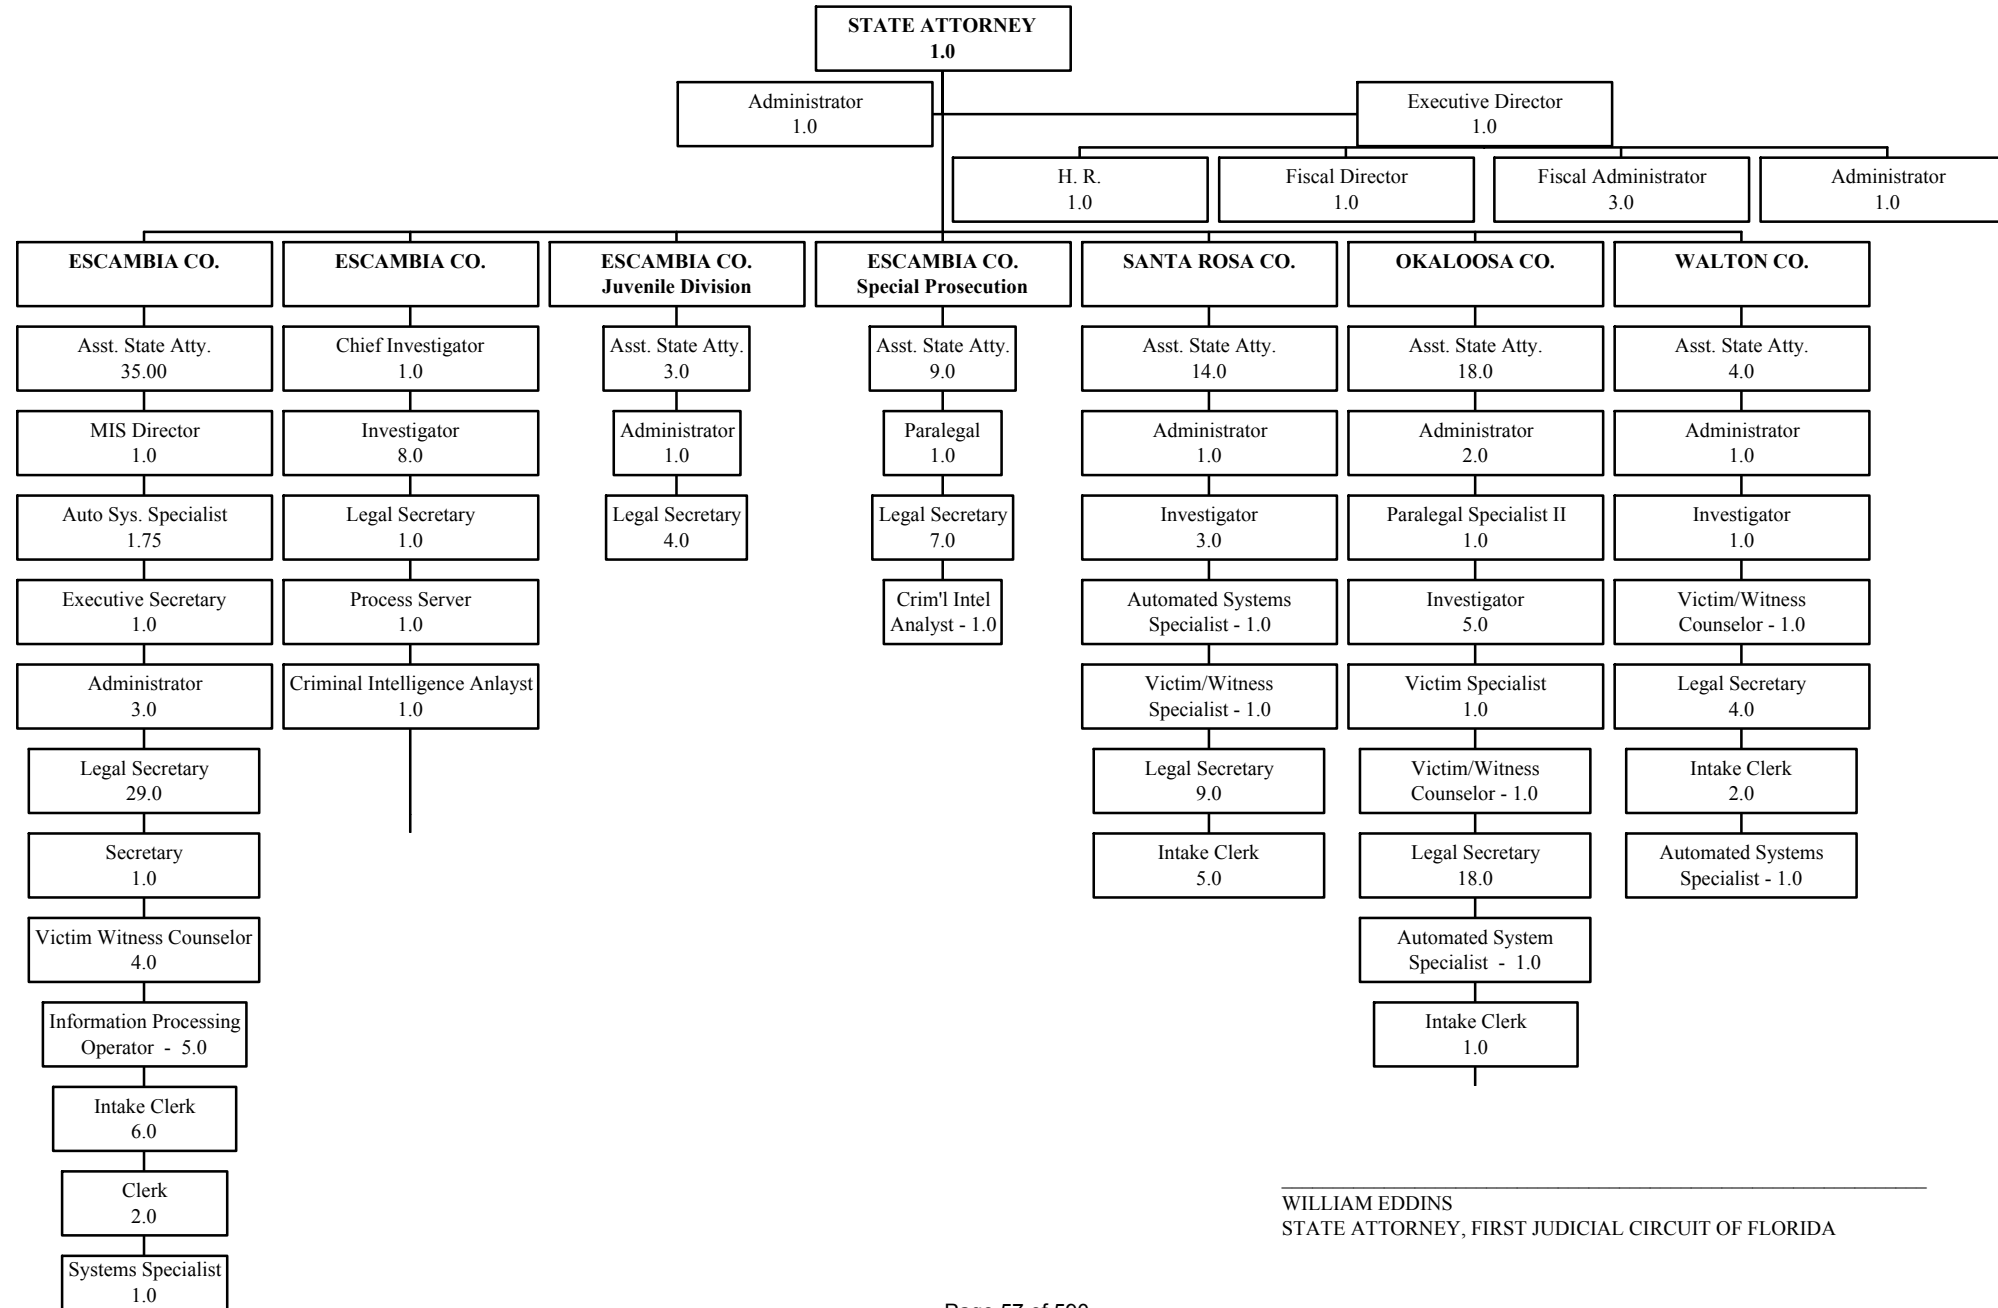 STATE ATTORNEY
1.0
Administrator
1.0
Executive Director
1.0
H. R.
1.0
Fiscal Director
1.0
Fiscal Administrator
3.0
Administrator
1.0
ESCAMBIA CO.
Asst. State Atty.
35.00
MIS Director
1.0
Auto Sys. Specialist
1.75
Executive Secretary
1.0
Administrator
3.0
Legal Secretary
29.0
Secretary
1.0
Victim Witness Counselor
4.0
Information Processing
Operator - 5.0
Intake Clerk
6.0
Clerk
2.0
Systems Specialist
1.0
ESCAMBIA CO.
Chief Investigator
1.0
Investigator
8.0
Legal Secretary
1.0
Process Server
1.0
Criminal Intelligence Anlayst
1.0
ESCAMBIA CO.
Juvenile Division
Asst. State Atty.
3.0
Administrator
1.0
Legal Secretary
4.0
ESCAMBIA CO.
Special Prosecution
Asst. State Atty.
9.0
Paralegal
1.0
Legal Secretary
7.0
Crim'l Intel
Analyst - 1.0
SANTA ROSA CO.
Asst. State Atty.
14.0
Administrator
1.0
Investigator
3.0
Automated Systems
Specialist - 1.0
Victim/Witness
Specialist - 1.0
Legal Secretary
9.0
Intake Clerk
5.0
OKALOOSA CO.
Asst. State Atty.
18.0
Administrator
2.0
Paralegal Specialist II
1.0
Investigator
5.0
Victim Specialist
1.0
Victim/Witness
Counselor - 1.0
Legal Secretary
18.0
Automated System
Specialist - 1.0
Intake Clerk
1.0
WALTON CO.
Asst. State Atty.
4.0
Administrator
1.0
Investigator
1.0
Victim/Witness
Counselor - 1.0
Legal Secretary
4.0
Intake Clerk
2.0
Automated Systems
Specialist - 1.0
WILLIAM EDDINS
STATE ATTORNEY, FIRST JUDICIAL CIRCUIT OF FLORIDA
Page 57 of 590